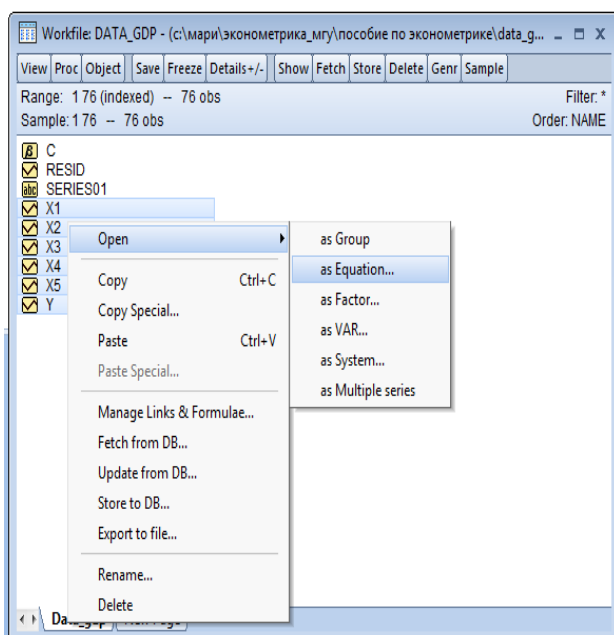 Workfile: DATA_GDP - (c:\мари\эконометрика_мгу\пособие по эконометрике\data_g...
View Proc Object Save Freeze Details+/- Show Fetch Store Delete Genr Sample
Range: 1 76 (indexed) -- 76 obs Filter: *
Sample: 1 76 -- 76 obs Order: NAME
β C
RESID
abc SERIES01
X1
X2
X3
X4
X5
Y
Open
Copy Ctrl+C
Copy Special...
Paste Ctrl+V
Paste Special...
Manage Links & Formulae...
Fetch from DB...
Update from DB...
Store to DB...
Export to file...
Rename...
Delete
as Group
as Equation...
as Factor...
as VAR...
as System...
as Multiple series